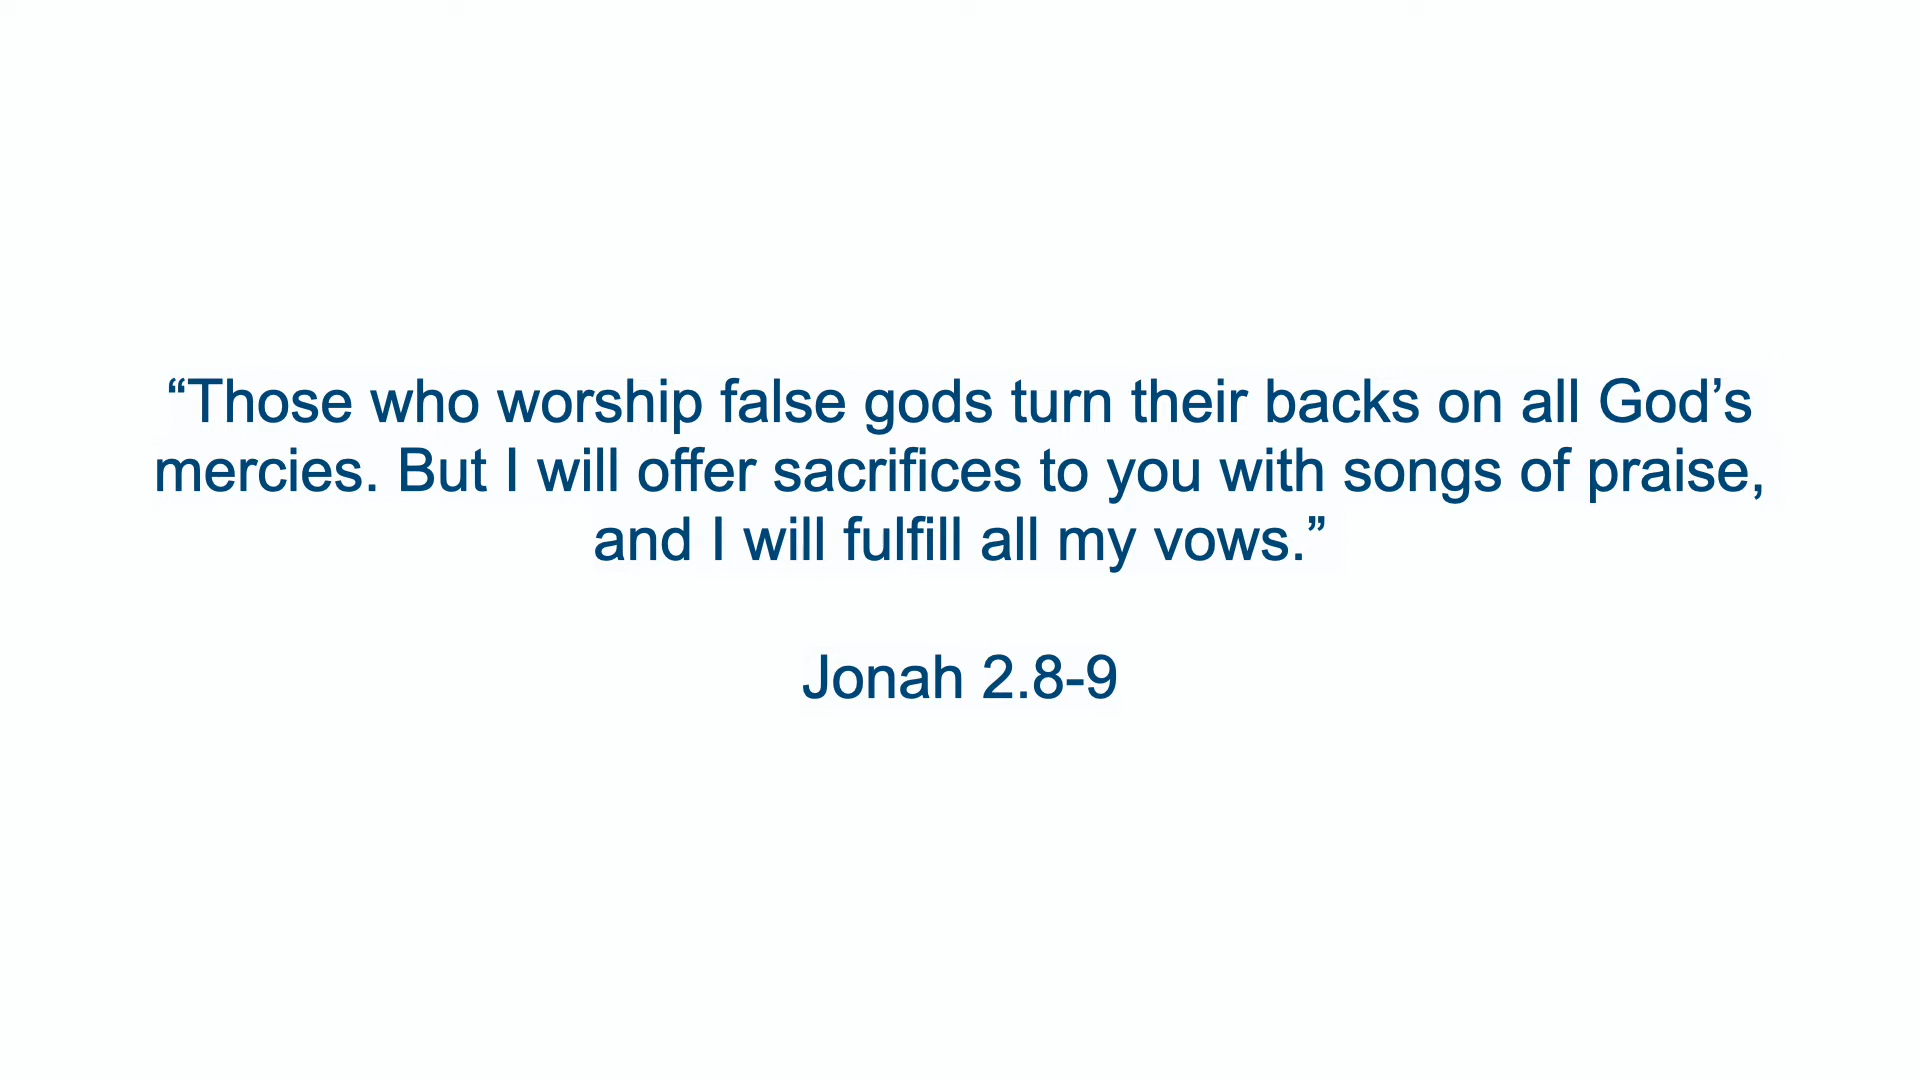 “Those who worship false gods turn their backs on all God’s
mercies. But I will offer sacrifices to you with songs of praise,
and I will fulfill all my vows.”
Jonah 2.8-9